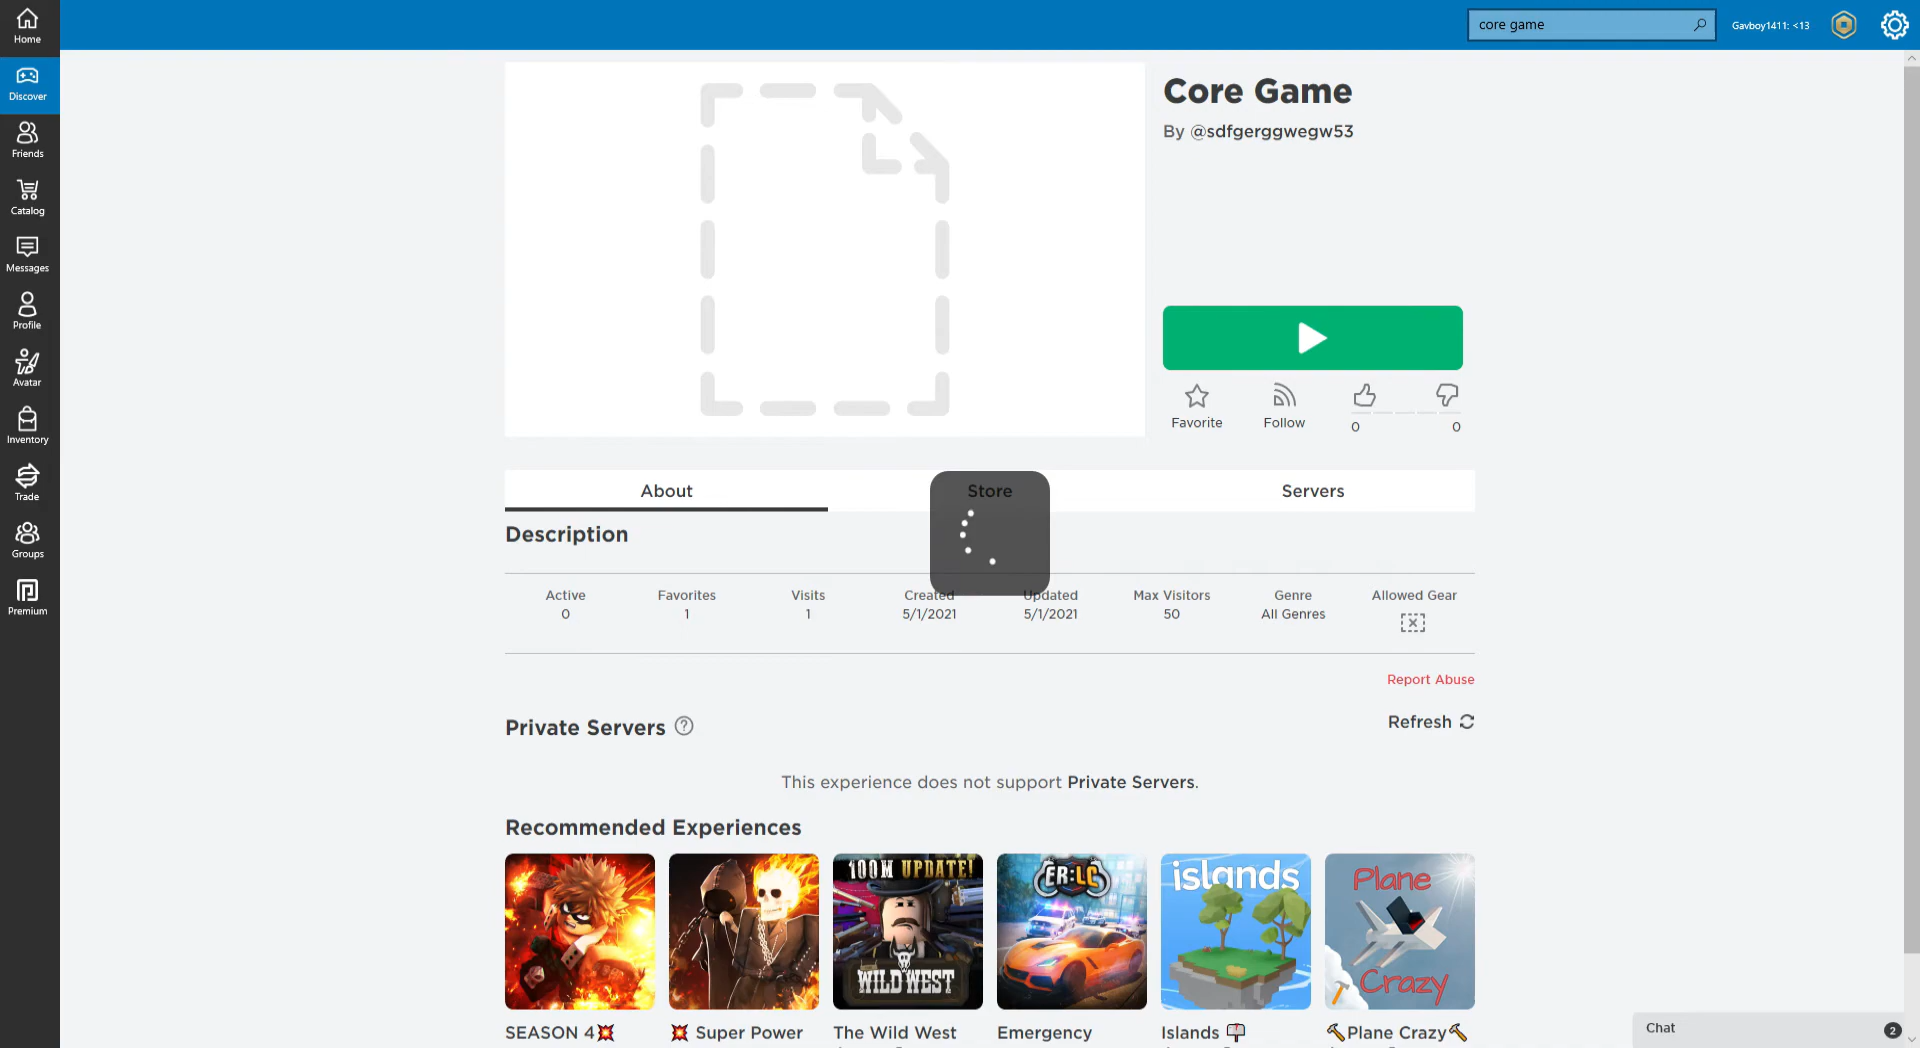 Home
Discover
Friends
Catalog
Messages
Profile
Avatar
Inventory
Trade
Groups
Premium
core game
Gavboy1411: <13
Core Game
By @sdfgerggwegw53
Favorite
Follow
0
0
About
Store
Servers
Description
Active
0
Favorites
1
Visits
1
Created
5/1/2021
Updated
5/1/2021
Max Visitors
50
Genre
All Genres
Allowed Gear
Report Abuse
Private Servers ?
Refresh
This experience does not support Private Servers.
Recommended Experiences
100M UPDATE!
WILD WEST
ER:LC
islands
Plane
Crazy
SEASON 4💥
💥 Super Power
The Wild West
Emergency
Islands 📫
🔨Plane Crazy🔨
Chat
2